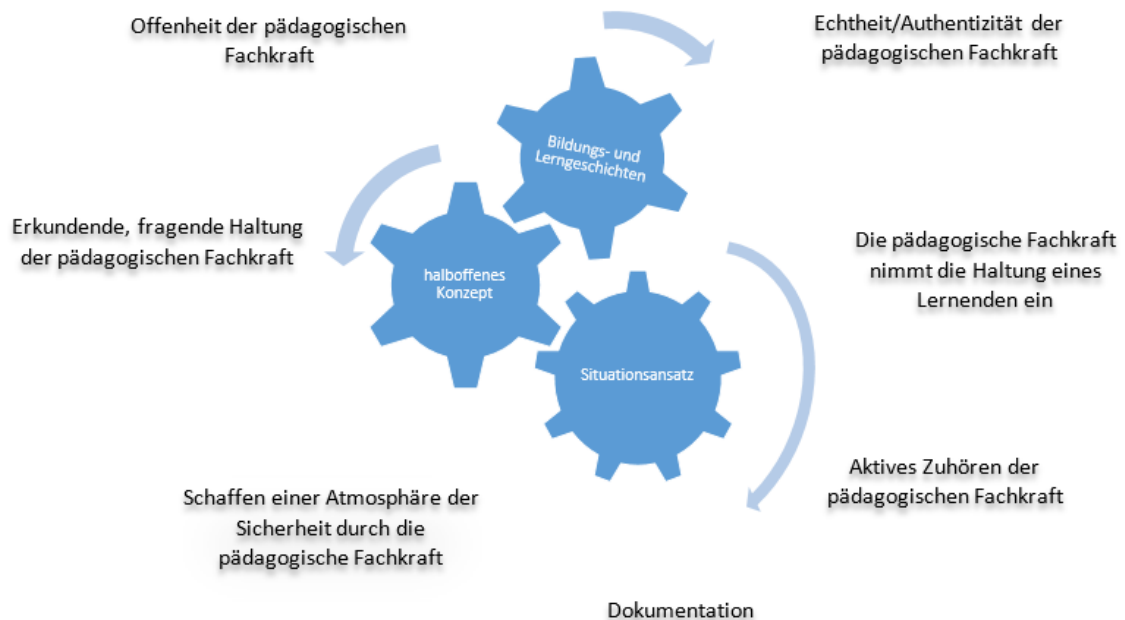 Offenheit der pädagogischen
Fachkraft
Echtheit/Authentizität der
pädagogischen Fachkraft
Bildungs- und
Lerngeschichten
Erkundende, fragende Haltung
der pädagogischen Fachkraft
halboffenes
Konzept
Die pädagogische Fachkraft
nimmt die Haltung eines
Lernenden ein
Situationsansatz
Aktives Zuhören der
pädagogischen Fachkraft
Schaffen einer Atmosphäre der
Sicherheit durch die
pädagogische Fachkraft
Dokumentation